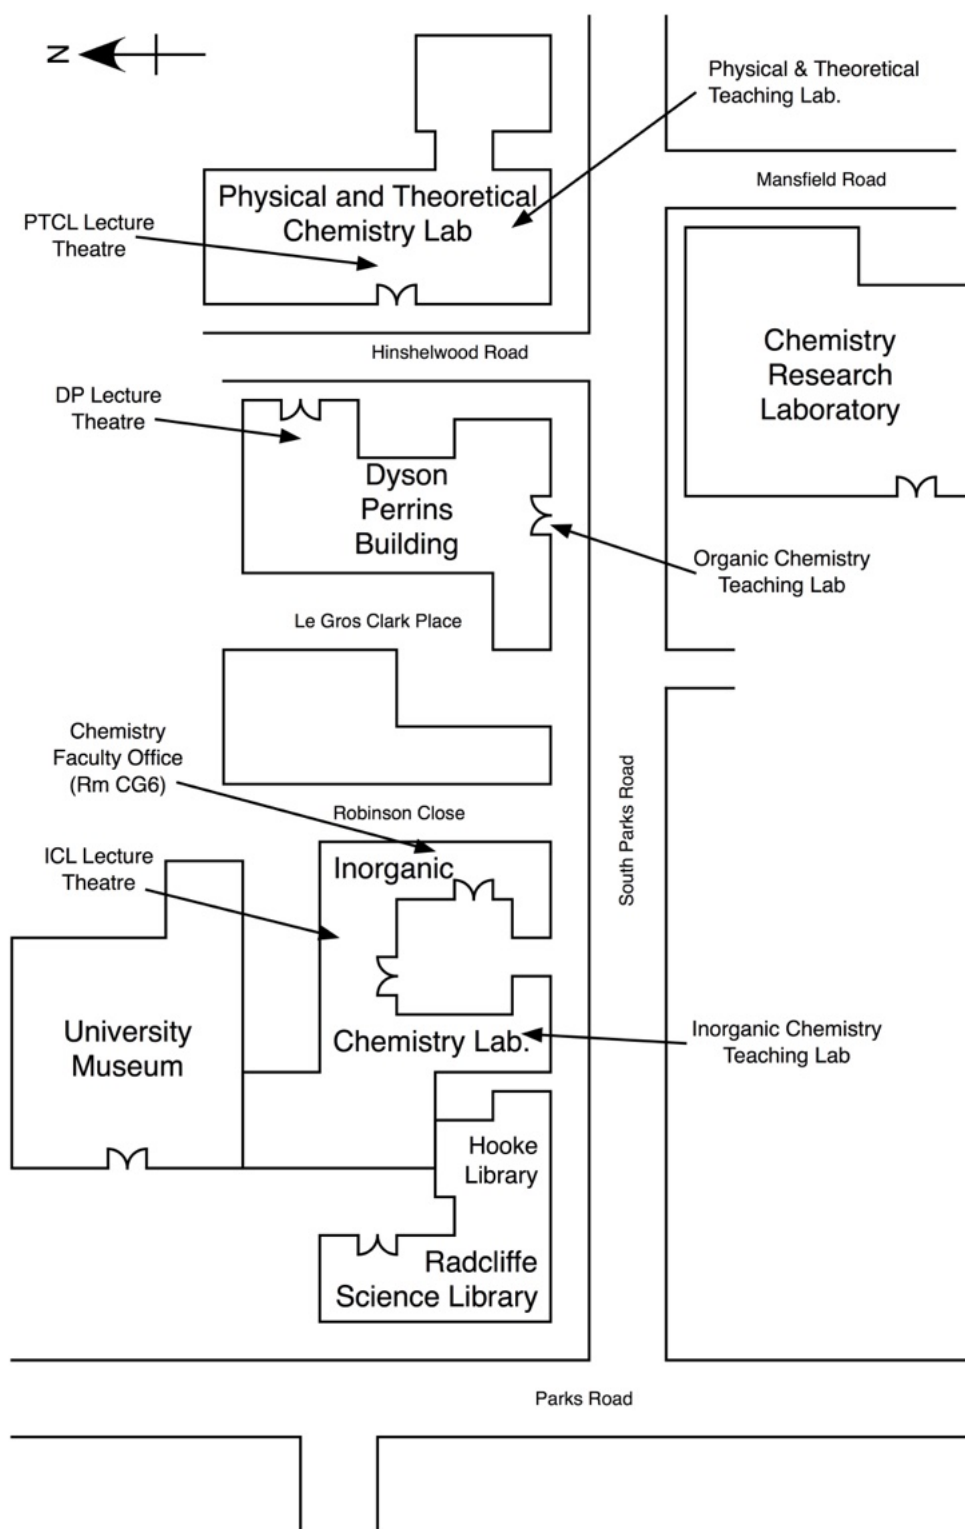 N
Physical & Theoretical
Teaching Lab.
Mansfield Road
Physical and Theoretical
Chemistry Lab
PTCL Lecture
Theatre
Hinshelwood Road
Chemistry
Research
Laboratory
DP Lecture
Theatre
Dyson
Perrins
Building
Organic Chemistry
Teaching Lab
Le Gros Clark Place
Chemistry
Faculty Office
(Rm CG6)
South Parks Road
Robinson Close
ICL Lecture
Theatre
Inorganic
University
Museum
Chemistry Lab.
Inorganic Chemistry
Teaching Lab
Hooke
Library
Radcliffe
Science Library
Parks Road